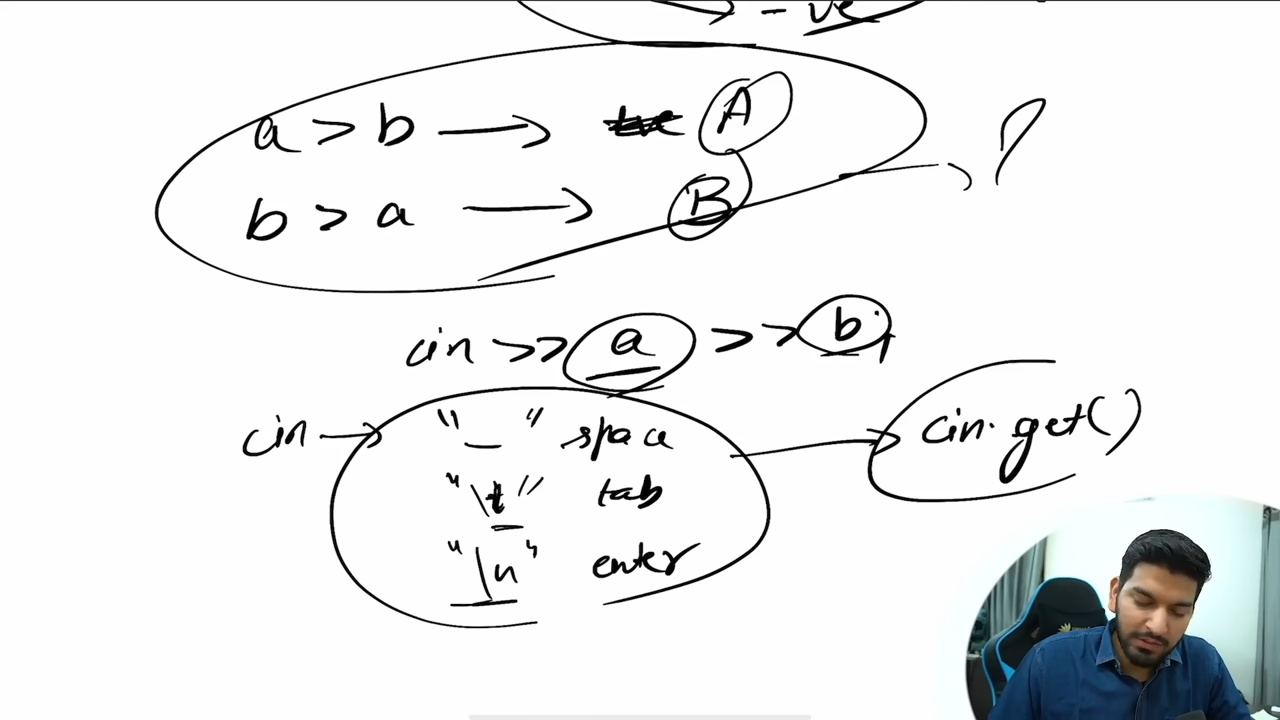 → - ve
a > b → A
b > a → B
?
cin >> a >> b;
cin → "_" space → cin.get()
"\t" tab
"\n" enter